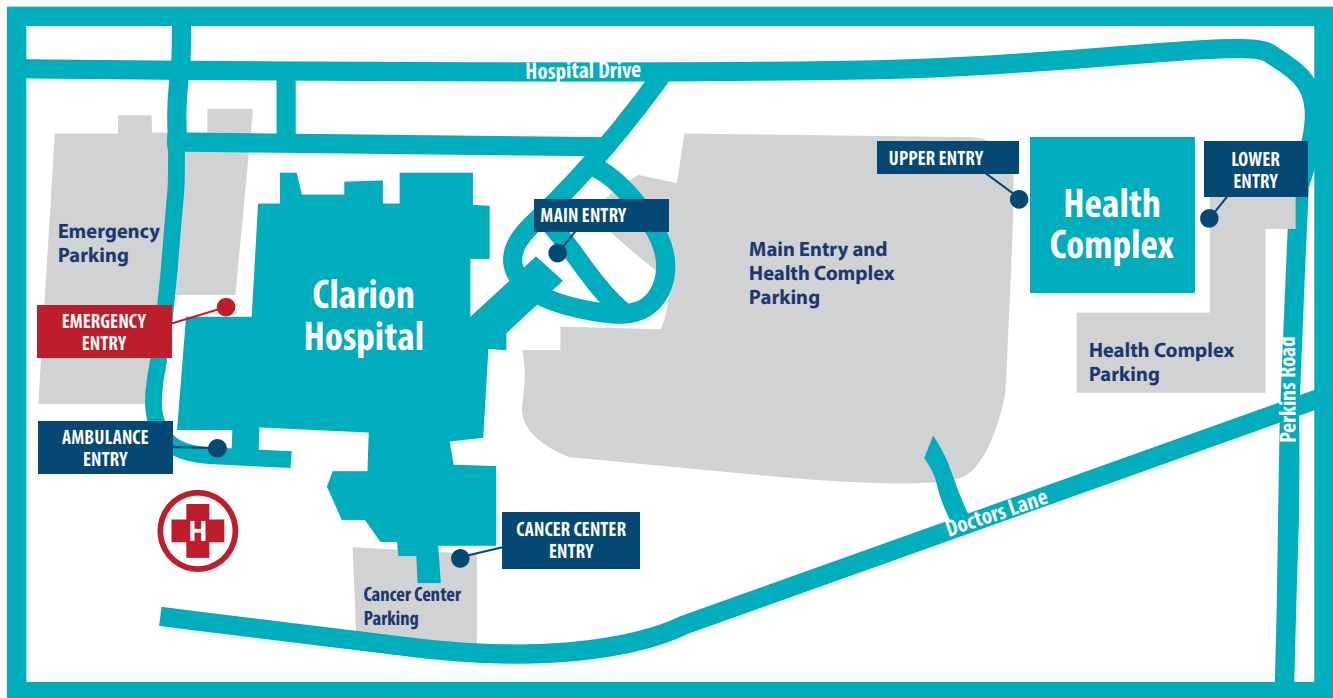 Hospital Drive
UPPER ENTRY
LOWER
ENTRY
Health
Complex
MAIN ENTRY
Emergency
Parking
Main Entry and
Health Complex
Parking
Clarion
Hospital
EMERGENCY
ENTRY
Health Complex
Parking
Perkins Road
AMBULANCE
ENTRY
H
CANCER CENTER
ENTRY
Doctors Lane
Cancer Center
Parking